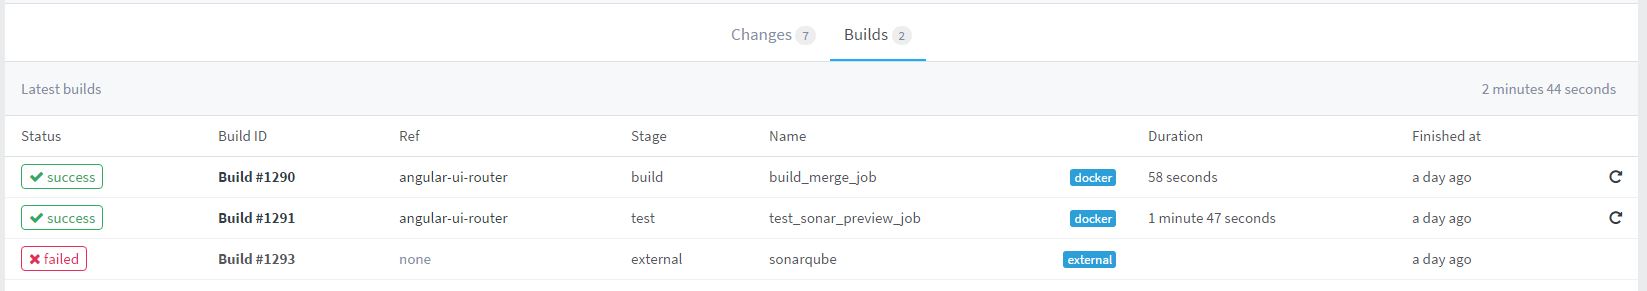 Changes 7 Builds 2
Latest builds 2 minutes 44 seconds
Status Build ID Ref Stage Name Duration Finished at
success Build #1290 angular-ui-router build build_merge_job docker 58 seconds a day ago
success Build #1291 angular-ui-router test test_sonar_preview_job docker 1 minute 47 seconds a day ago
failed Build #1293 none external sonarqube external a day ago